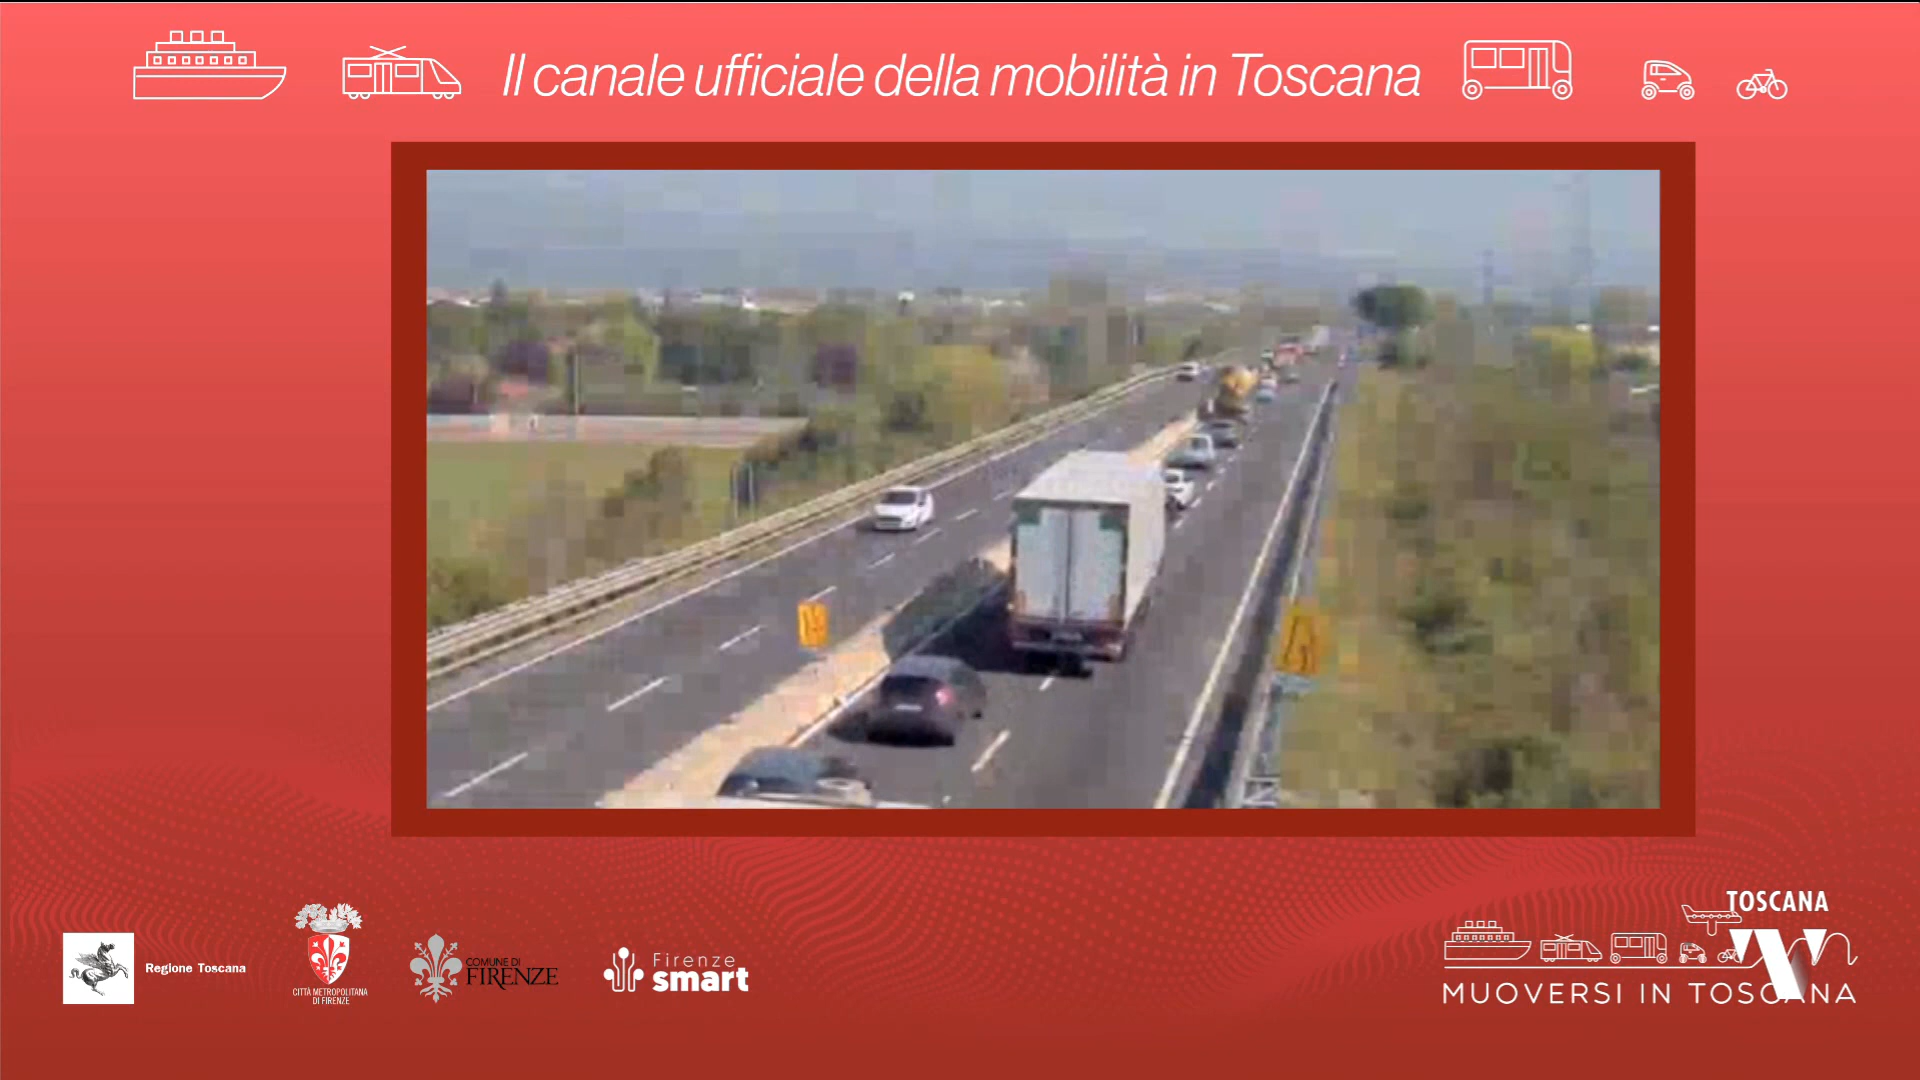 Il canale ufficiale della mobilità in Toscana
Regione Toscana
CITTÀ METROPOLITANA
DI FIRENZE
COMUNE DI
FIRENZE
Firenze
smart
TOSCANA
MUOVERSI IN TOSCANA